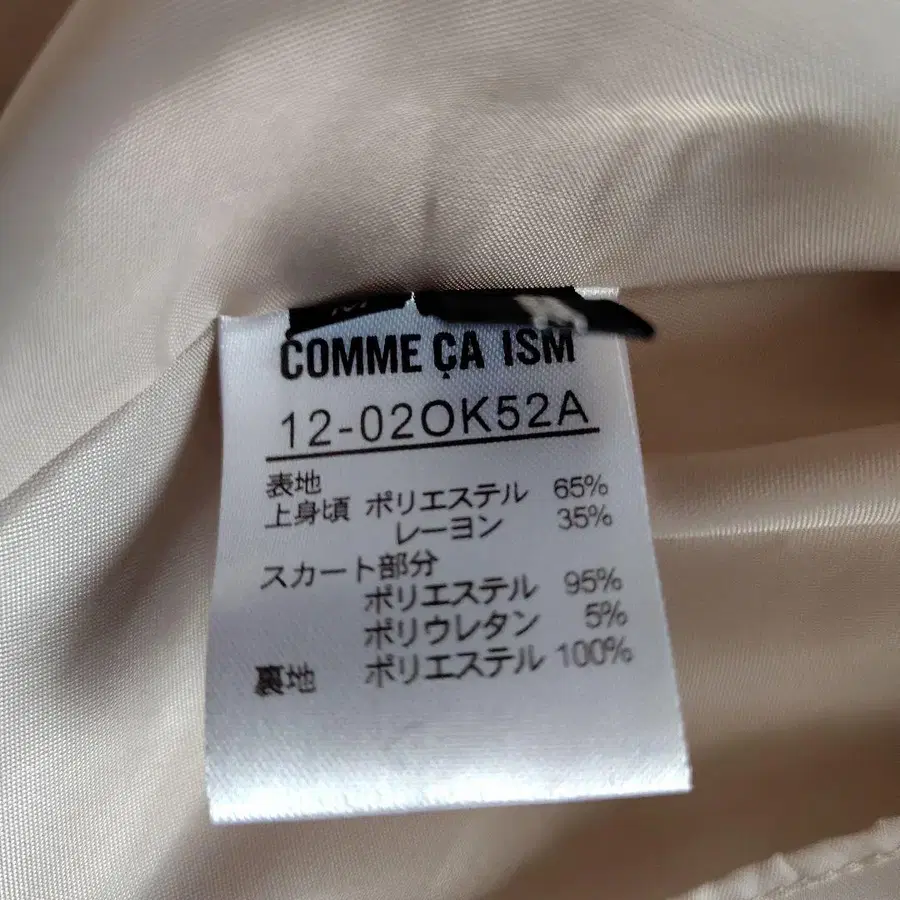 COMME ÇA ISM
12-02OK52A
表地
上身頃 ポリエステル 65%
レーヨン 35%
スカート部分
ポリエステル 95%
ポリウレタン 5%
裏地 ポリエステル 100%